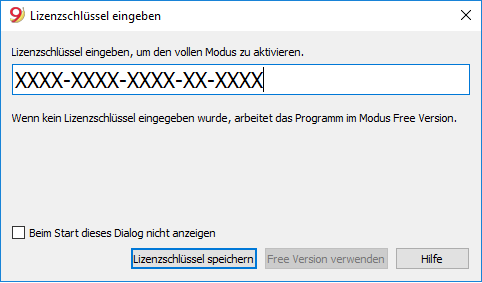 9 Lizenzschlüssel eingeben
Lizenzschlüssel eingeben, um den vollen Modus zu aktivieren.
XXXX-XXXX-XXXX-XX-XXXX
Wenn kein Lizenzschlüssel eingegeben wurde, arbeitet das Programm im Modus Free Version.
Beim Start dieses Dialog nicht anzeigen
Lizenzschlüssel speichern Free Version verwenden Hilfe